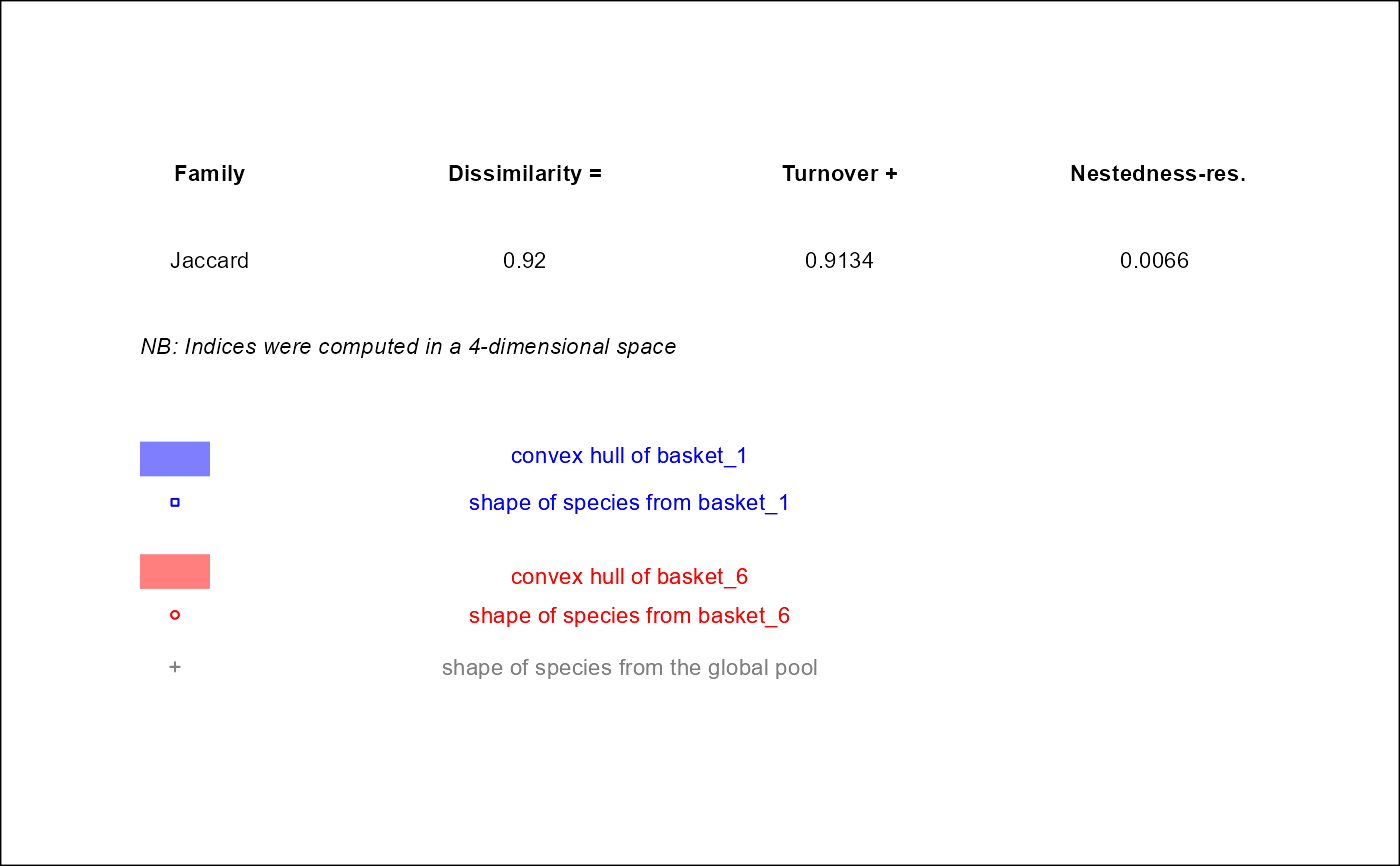 Family Dissimilarity = Turnover + Nestedness-res.
Jaccard 0.92 0.9134 0.0066
NB: Indices were computed in a 4-dimensional space
convex hull of basket_1
shape of species from basket_1
convex hull of basket_6
shape of species from basket_6
shape of species from the global pool